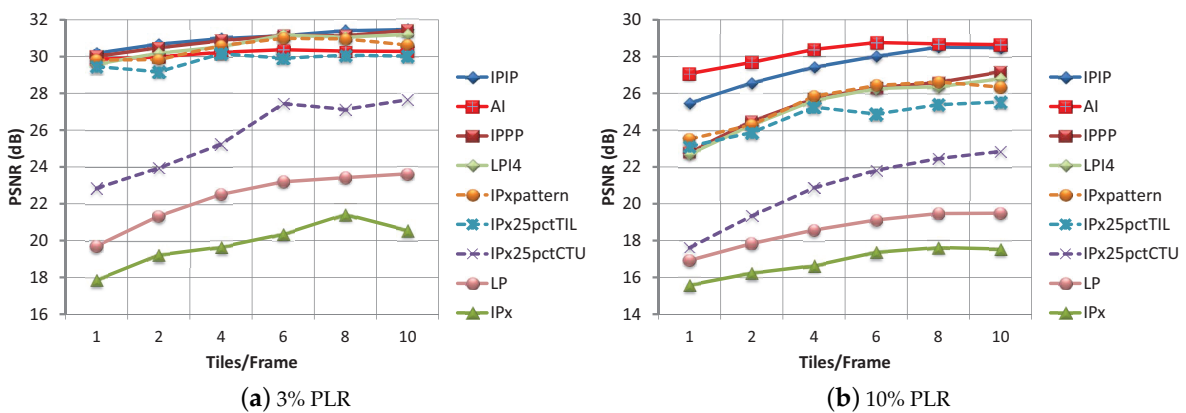 32
30
28
26
24
22
20
18
16
PSNR (dB)
1 2 4 6 8 10
Tiles/Frame
IPIP
AI
IPPP
LPI4
IPxpattern
IPx25pctTIL
IPx25pctCTU
LP
IPx
(a) 3% PLR
30
28
26
24
22
20
18
16
14
PSNR (dB)
1 2 4 6 8 10
Tiles/Frame
IPIP
AI
IPPP
LPI4
IPxpattern
IPx25pctTIL
IPx25pctCTU
LP
IPx
(b) 10% PLR